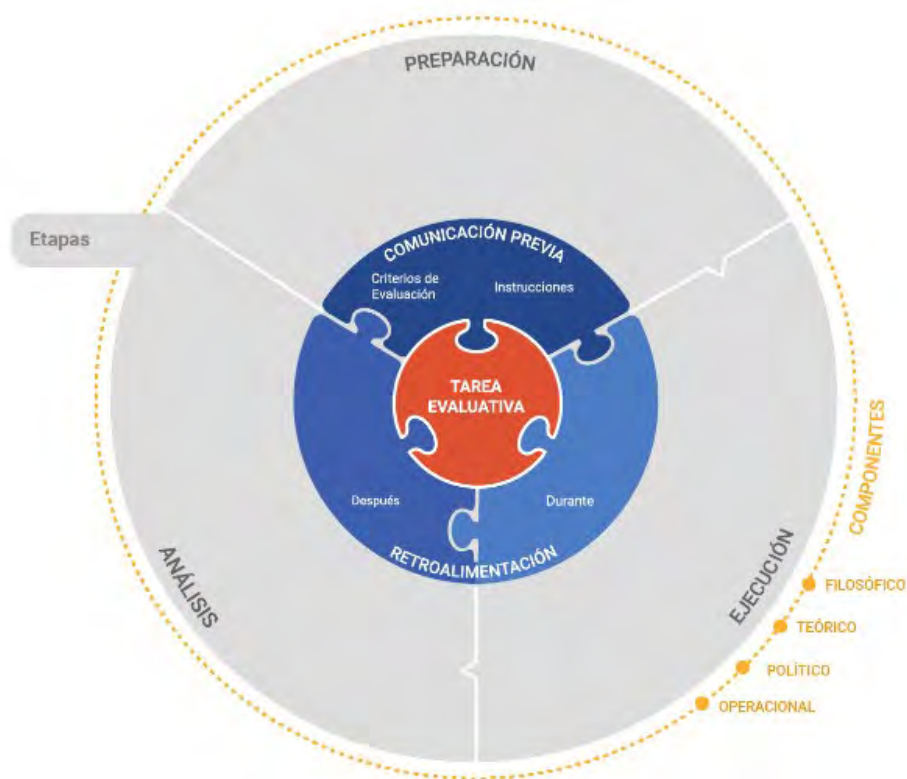 PREPARACIÓN
Etapas
COMUNICACIÓN PREVIA
Criterios de
Evaluación
Instrucciones
TAREA
EVALUATIVA
Después
Durante
RETROALIMENTACIÓN
ANÁLISIS
EJECUCIÓN
COMPONENTES
FILOSÓFICO
TEÓRICO
POLÍTICO
OPERACIONAL